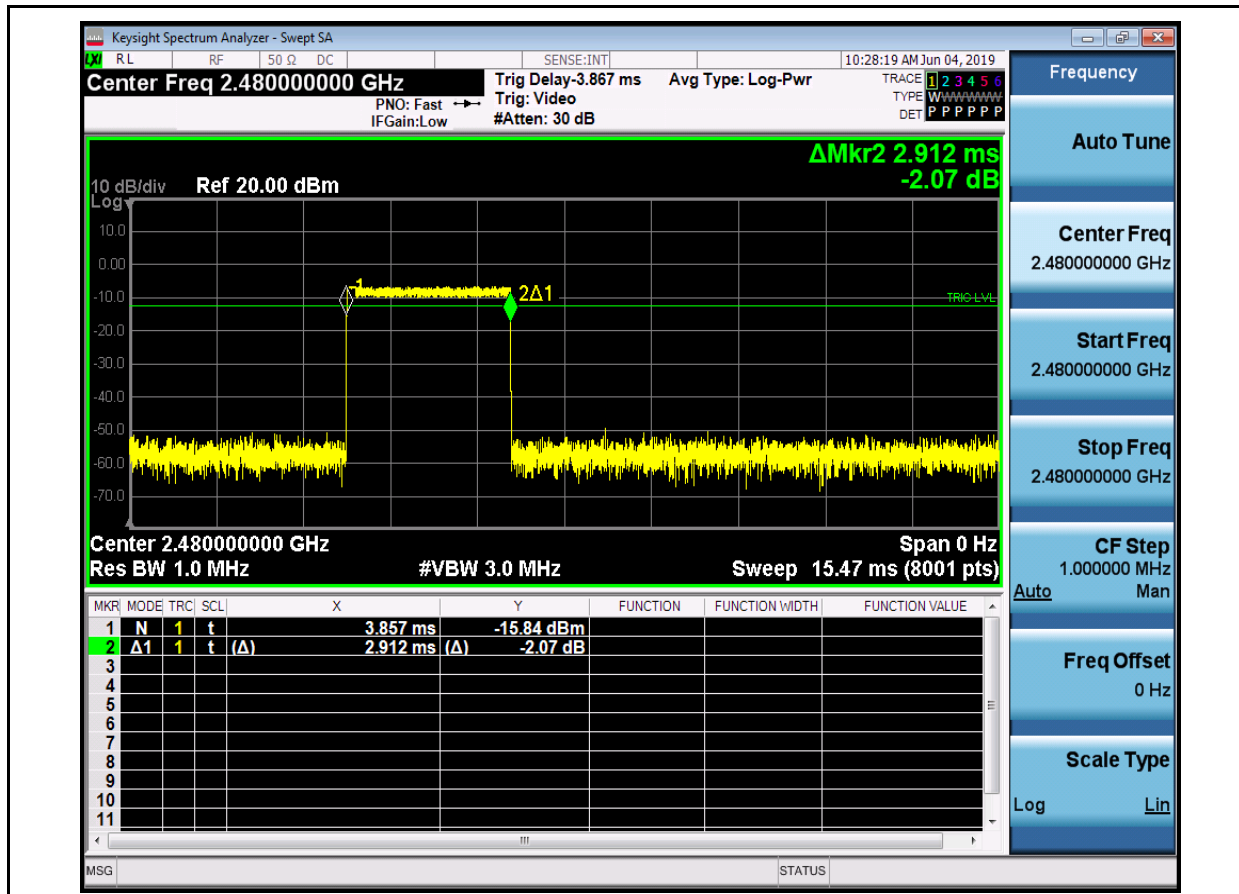 Keysight Spectrum Analyzer - Swept SA
LXI RL RF 50 Ω DC SENSE:INT 10:28:19 AM Jun 04, 2019
Center Freq 2.480000000 GHz
PNO: Fast
IFGain:Low
Trig Delay-3.867 ms
Trig: Video
#Atten: 30 dB
Avg Type: Log-Pwr
TRACE 1 2 3 4 5 6
TYPE WWWWWW
DET P P P P P P
ΔMkr2 2.912 ms
-2.07 dB
10 dB/div Ref 20.00 dBm
Log
10.0
0.00
-10.0
-20.0
-30.0
-40.0
-50.0
-60.0
-70.0
1
2Δ1
TRIG LVL
Center 2.480000000 GHz Span 0 Hz
Res BW 1.0 MHz #VBW 3.0 MHz Sweep 15.47 ms (8001 pts)
MKR MODE TRC SCL X Y FUNCTION FUNCTION WIDTH FUNCTION VALUE
1 N 1 t 3.857 ms -15.84 dBm
2 Δ1 1 t (Δ) 2.912 ms (Δ) -2.07 dB
3
4
5
6
7
8
9
10
11
MSG STATUS
Frequency
Auto Tune
Center Freq
2.480000000 GHz
Start Freq
2.480000000 GHz
Stop Freq
2.480000000 GHz
CF Step
1.000000 MHz
Auto Man
Freq Offset
0 Hz
Scale Type
Log Lin